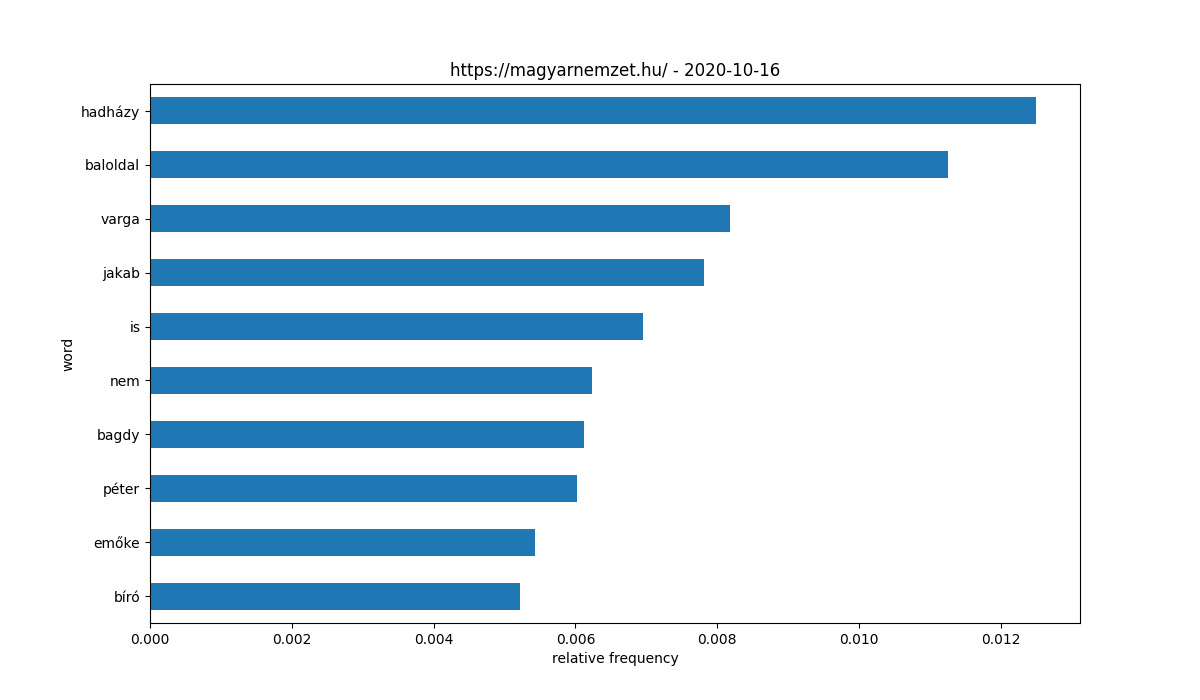 https://magyarnemzet.hu/ - 2020-10-16
hadházy
baloldal
varga
jakab
is
nem
bagdy
péter
emőke
bíró
word
0.000 0.002 0.004 0.006 0.008 0.010 0.012
relative frequency